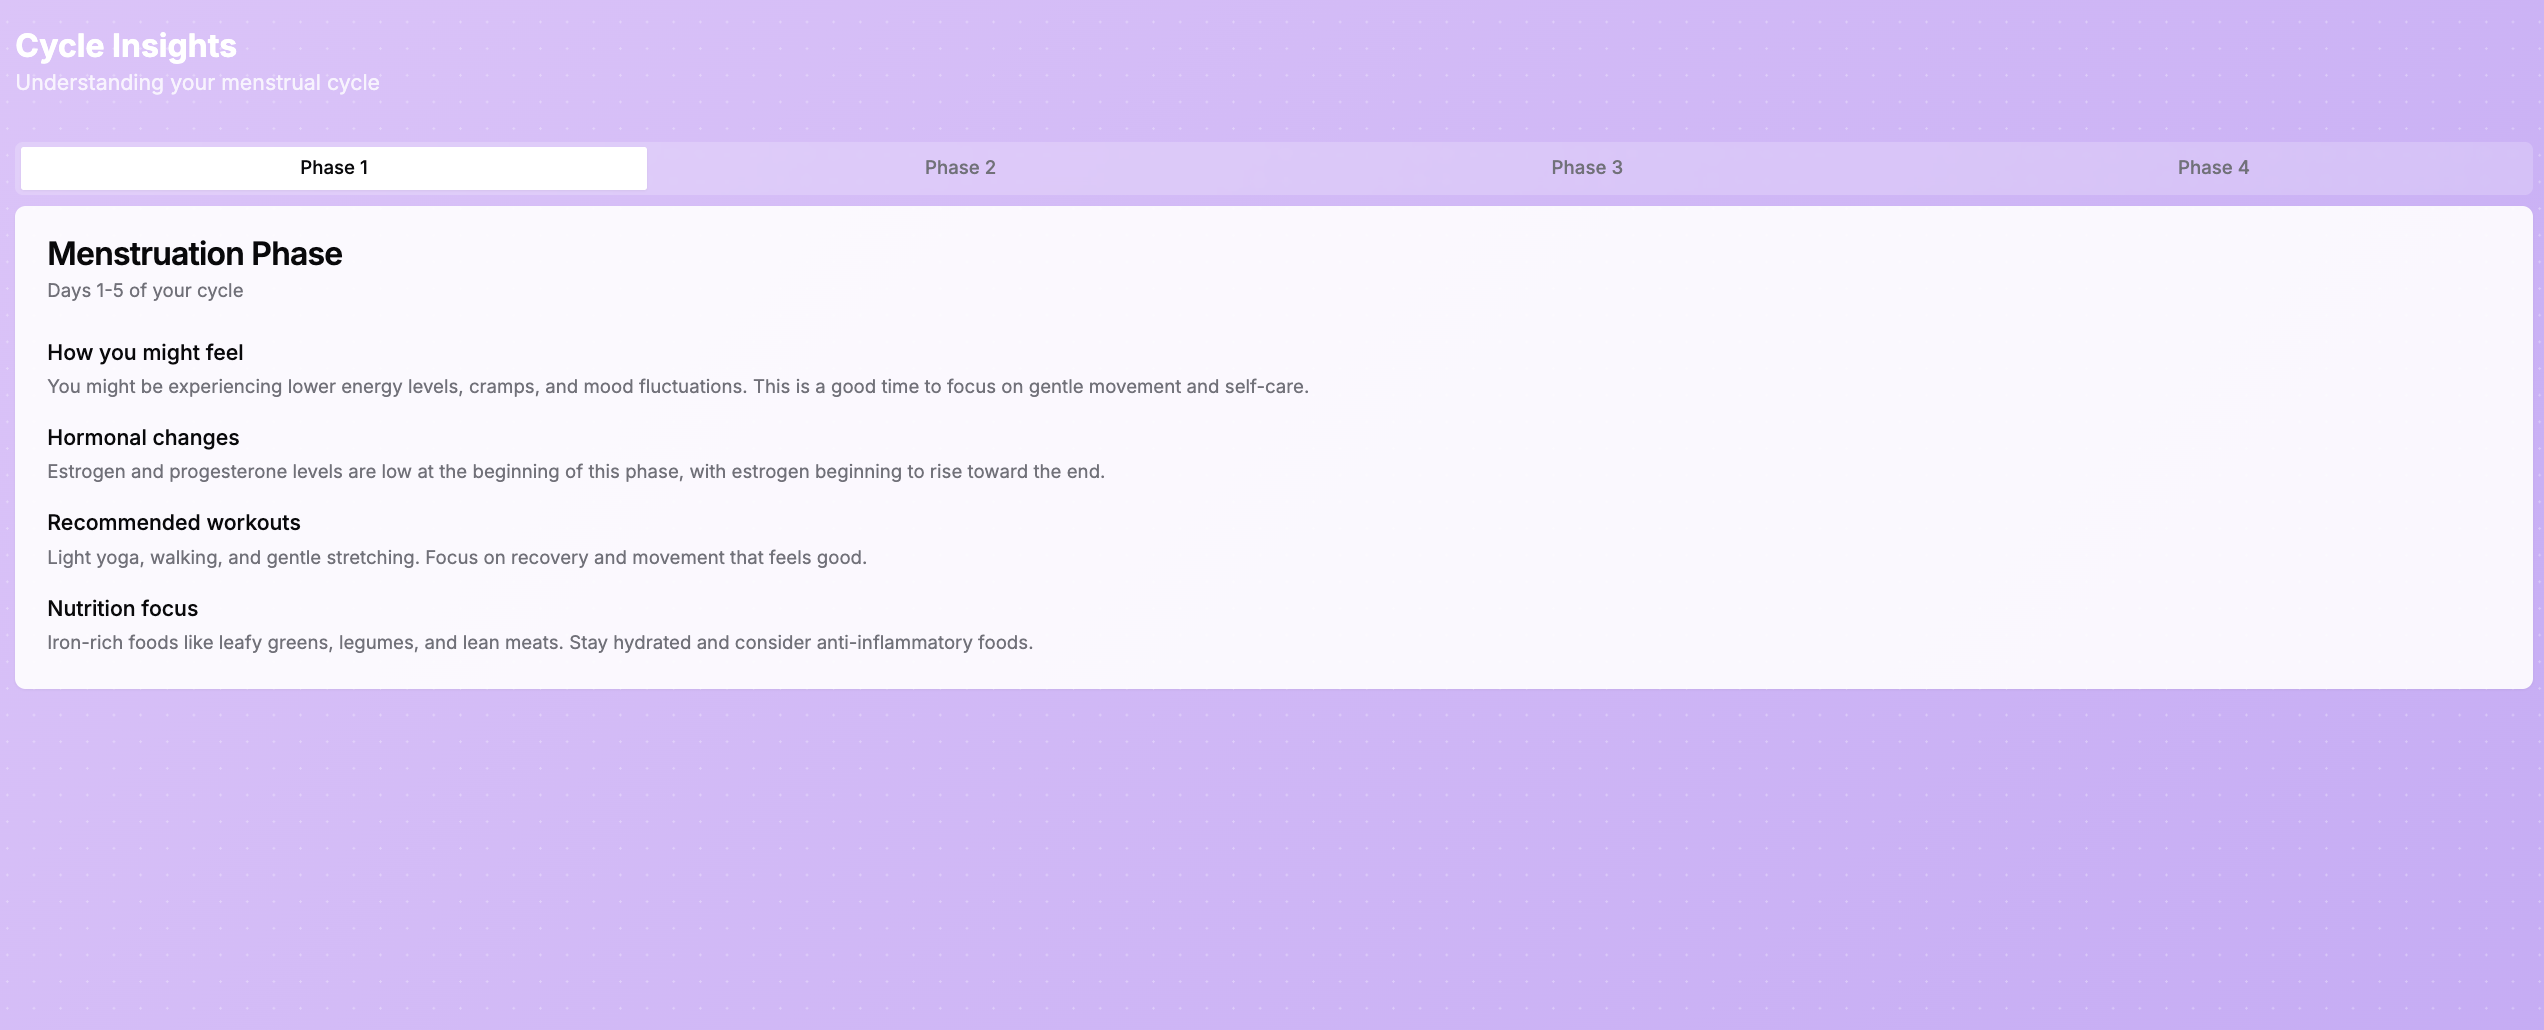 Cycle Insights
Understanding your menstrual cycle
Phase 1
Phase 2
Phase 3
Phase 4
Menstruation Phase
Days 1-5 of your cycle
How you might feel
You might be experiencing lower energy levels, cramps, and mood fluctuations. This is a good time to focus on gentle movement and self-care.
Hormonal changes
Estrogen and progesterone levels are low at the beginning of this phase, with estrogen beginning to rise toward the end.
Recommended workouts
Light yoga, walking, and gentle stretching. Focus on recovery and movement that feels good.
Nutrition focus
Iron-rich foods like leafy greens, legumes, and lean meats. Stay hydrated and consider anti-inflammatory foods.